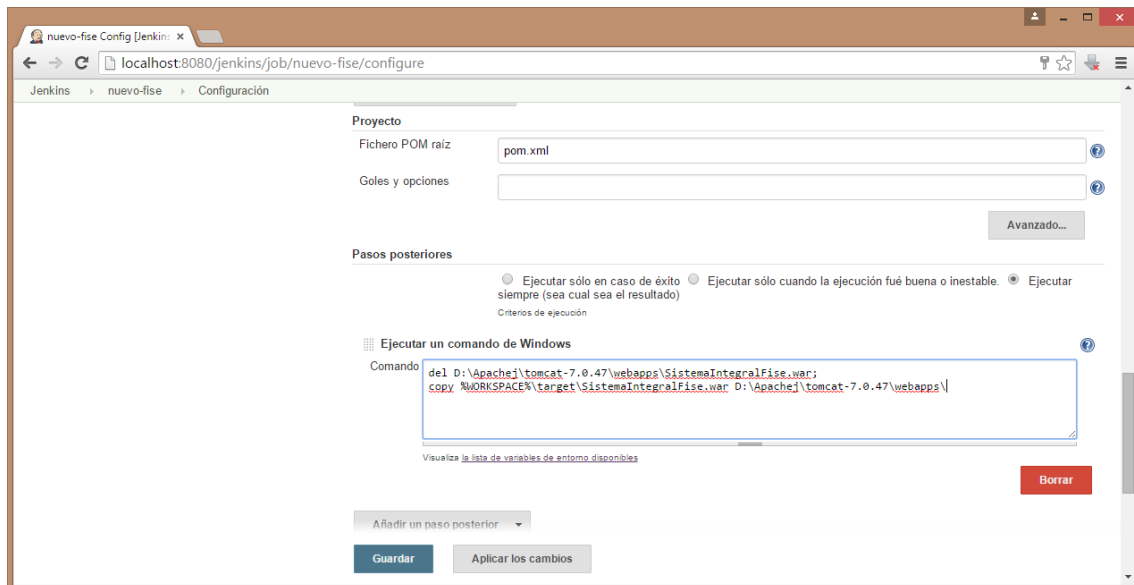 nuevo-fise Config [Jenkins
localhost:8080/jenkins/job/nuevo-fise/configure
Jenkins nuevo-fise Configuración
Proyecto
Fichero POM raíz pom.xml
Goles y opciones
Avanzado...
Pasos posteriores
Ejecutar sólo en caso de éxito Ejecutar sólo cuando la ejecución fué buena o inestable. Ejecutar
siempre (sea cual sea el resultado)
Criterios de ejecución
Ejecutar un comando de Windows
Comando del D:\Apachej\tomcat-7.0.47\webapps\SistemaIntegralFise.war;
copy %WORKSPACE%\target\SistemaIntegralFise.war D:\Apachej\tomcat-7.0.47\webapps\
Visualiza la lista de variables de entorno disponibles
Borrar
Añadir un paso posterior
Guardar Aplicar los cambios